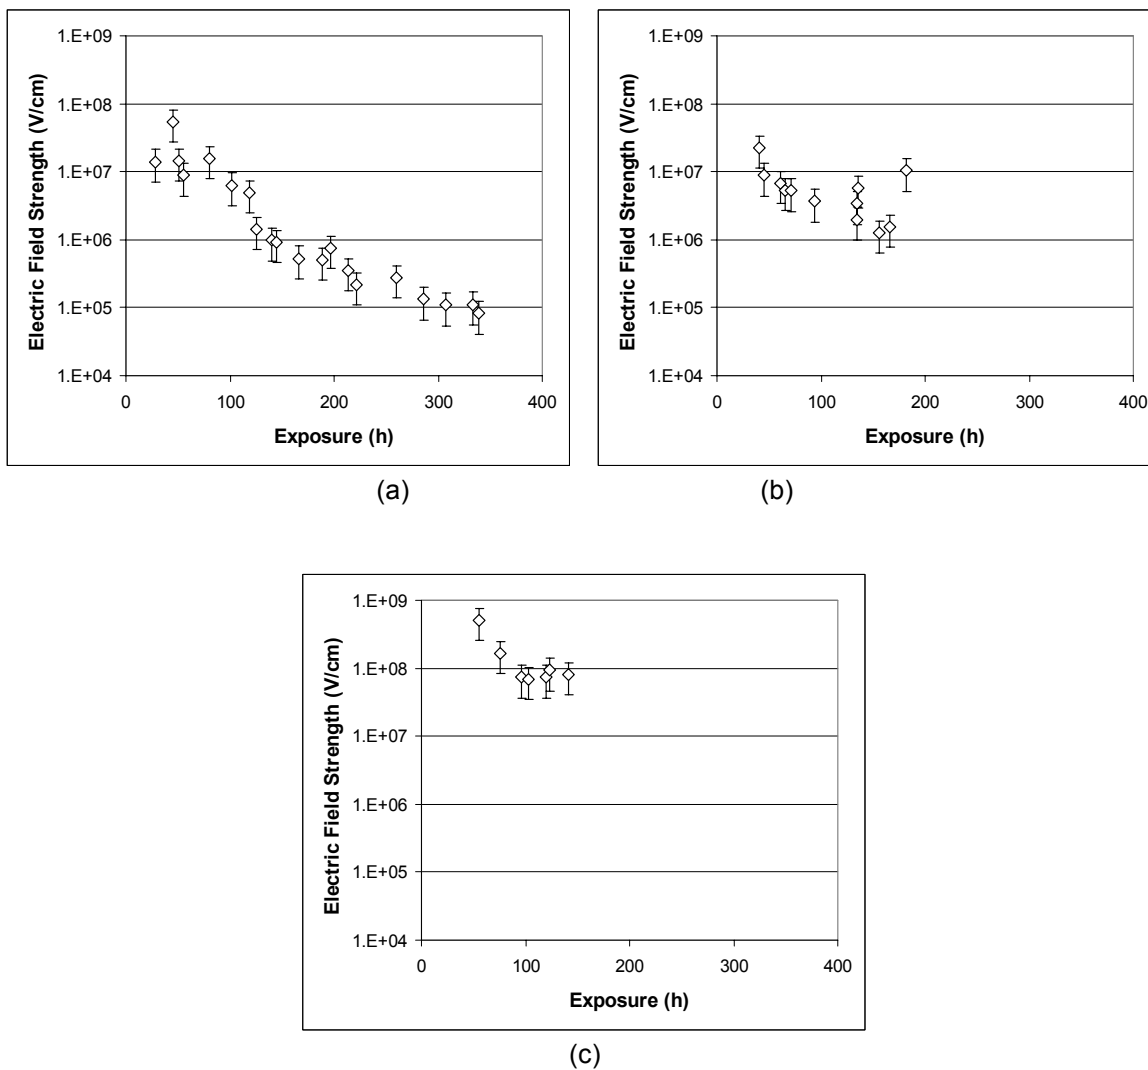 1.E+09
1.E+08
1.E+07
1.E+06
1.E+05
1.E+04
Electric Field Strength (V/cm)
0 100 200 300 400
Exposure (h)
(a)
1.E+09
1.E+08
1.E+07
1.E+06
1.E+05
1.E+04
Electric Field Strength (V/cm)
0 100 200 300 400
Exposure (h)
(b)
1.E+09
1.E+08
1.E+07
1.E+06
1.E+05
1.E+04
Electric Field Strength (V/cm)
0 100 200 300 400
Exposure (h)
(c)